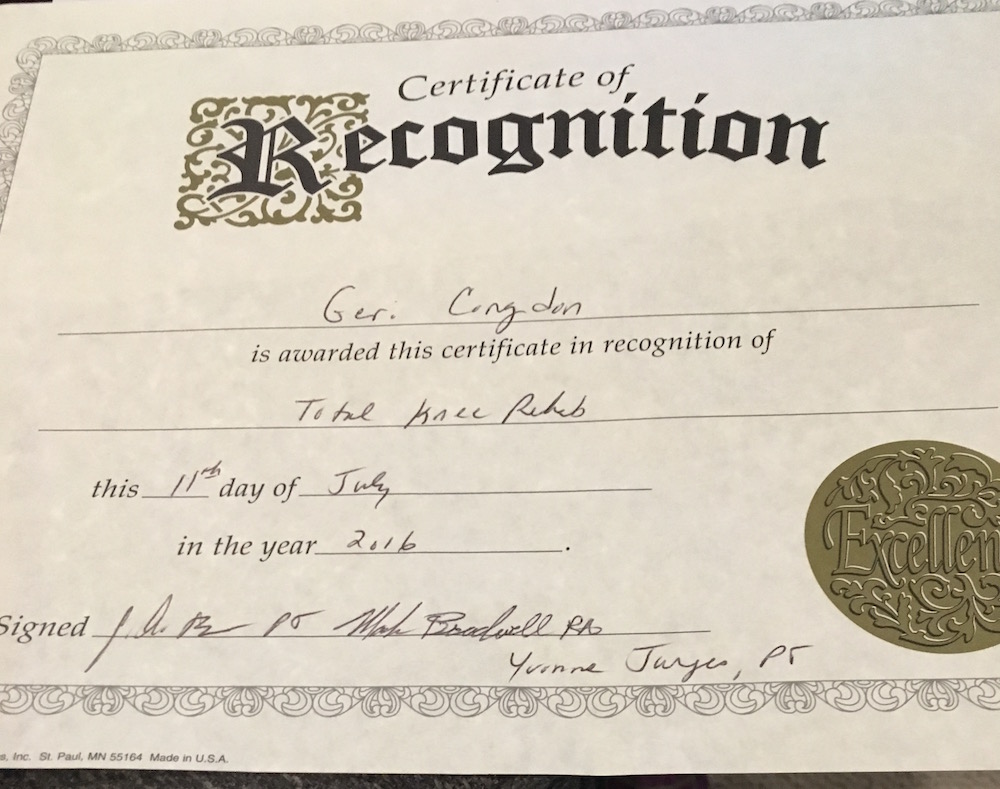 Certificate of
Recognition
Geri Congdon
is awarded this certificate in recognition of
Total Knee Rehab
this 11th day of July
in the year 2016.
Signed PT Mark Bradwell
Yvonne Jurges, PT
Excellen
s, Inc. St. Paul, MN 55164 Made in U.S.A.